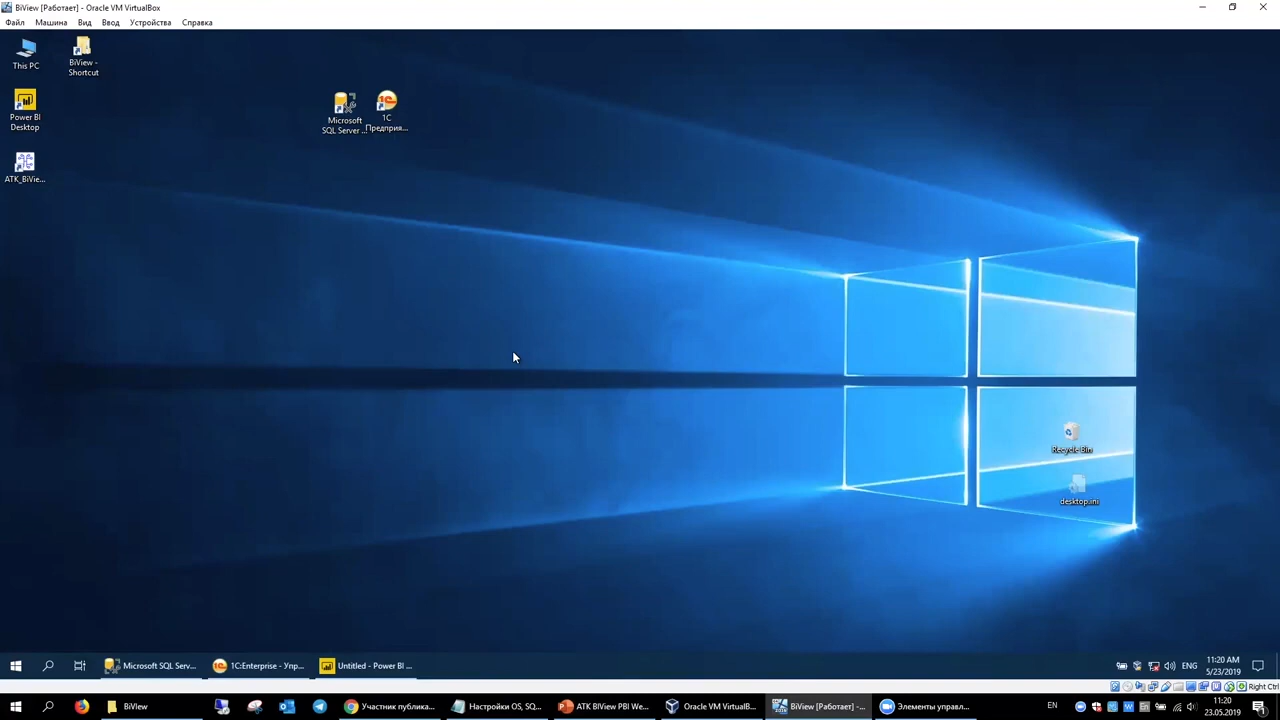 BiView [Работает] - Oracle VM VirtualBox
Файл Машина Вид Ввод Устройства Справка
This PC
BiView -
Shortcut
Power BI
Desktop
Microsoft
SQL Server ...
1C
Предприя...
ATK_BiVie...
Recycle Bin
desktop.ini
Microsoft SQL Serv...
1C:Enterprise - Упр...
Untitled - Power BI ...
ENG
11:20 AM
5/23/2019
Right Ctrl
BiView
Участник публика...
Настройки OS, SQ...
ATK BIView PBI We...
Oracle VM VirtualB...
BiView [Работает] -...
Элементы управл...
EN
11:20
23.05.2019